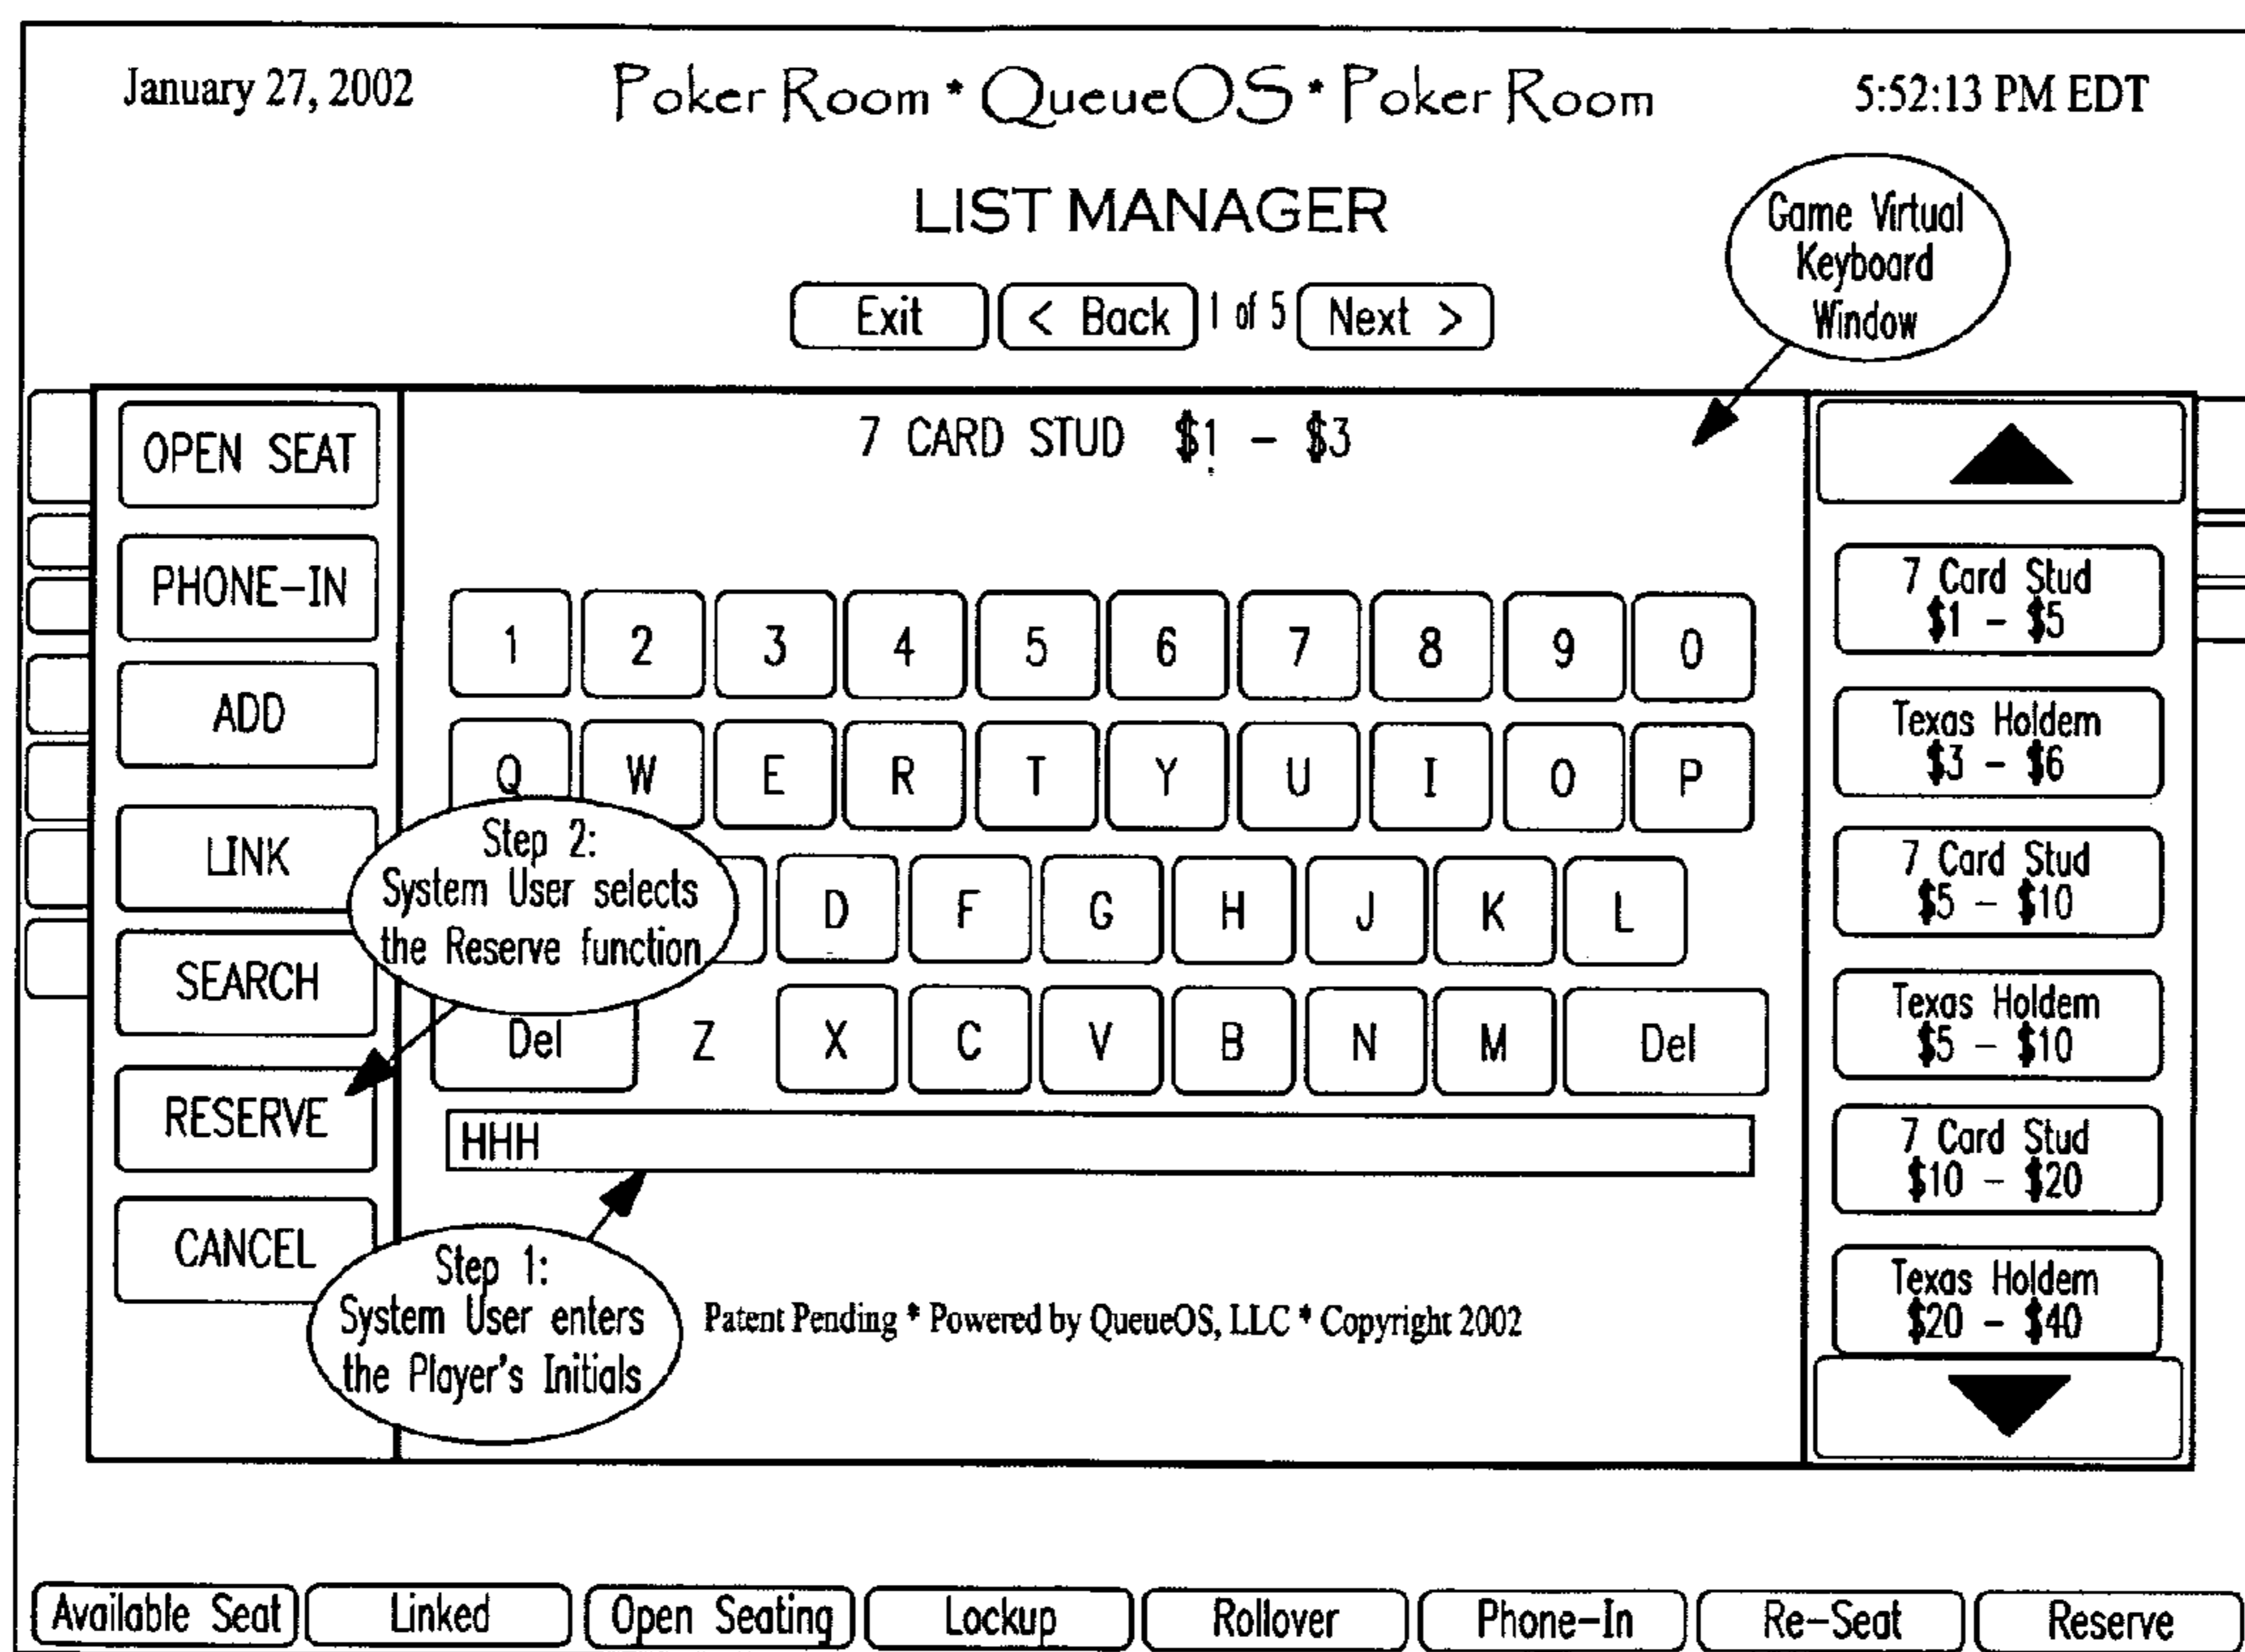 January 27, 2002
Poker Room * QueueOS * Poker Room
5:52:13 PM EDT
LIST MANAGER
Exit
< Back
1 of 5
Next >
Game Virtual
Keyboard
Window
OPEN SEAT
PHONE-IN
ADD
LINK
SEARCH
RESERVE
CANCEL
7 CARD STUD $1 - $3
1 2 3 4 5 6 7 8 9 0
Q W E R T Y U I O P
D F G H J K L
Del Z X C V B N M Del
HHH
Step 2:
System User selects
the Reserve function
Step 1:
System User enters
the Player's Initials
Patent Pending * Powered by QueueOS, LLC * Copyright 2002
7 Card Stud
$1 - $5
Texas Holdem
$3 - $6
7 Card Stud
$5 - $10
Texas Holdem
$5 - $10
7 Card Stud
$10 - $20
Texas Holdem
$20 - $40
Available Seat
Linked
Open Seating
Lockup
Rollover
Phone-In
Re-Seat
Reserve